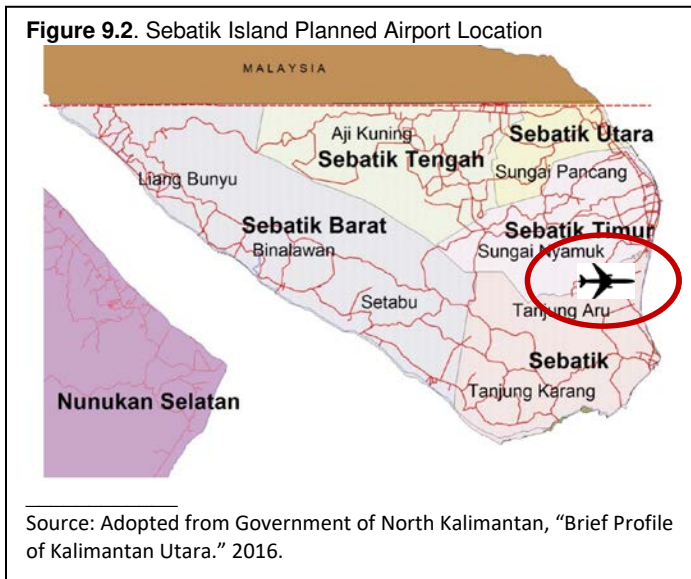 Figure 9.2. Sebatik Island Planned Airport Location
MALAYSIA
Aji Kuning
Sebatik Utara
Sebatik Tengah
Sungai Pancang
Liang Bunyu
Sebatik Barat
Sebatik Timur
Binalawan
Sungai Nyamuk
Setabu
Tanjung Aru
Sebatik
Tanjung Karang
Nunukan Selatan
Source: Adopted from Government of North Kalimantan, “Brief Profile
of Kalimantan Utara.” 2016.